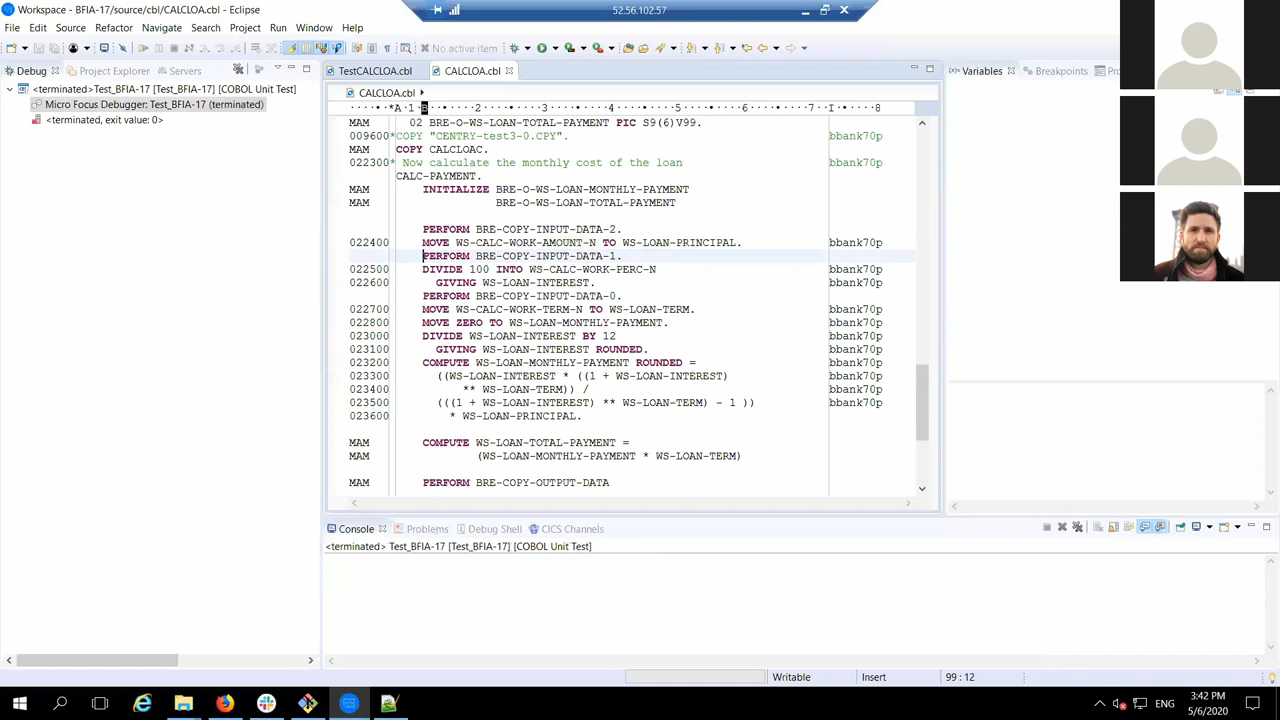 Workspace - BFIA-17/source/cbl/CALCLOA.cbl - Eclipse
52.56.102.57
File Edit Source Refactor Navigate Search Project Run Window Help
No active item
Debug Project Explorer Servers
TestCALCLOA.cbl CALCLOA.cbl
Variables Breakpoints
<terminated>Test_BFIA-17 (terminated) [COBOL Unit Test]
Micro Focus Debugger: Test_BFIA-17 (terminated)
<terminated, exit value: 0>
CALCLOA.cbl
*A 1 B 2 3 4 5 6 7 I 8
MAM 02 BRE-O-WS-LOAN-TOTAL-PAYMENT PIC S9(6)V99.
009600*COPY "CENTRY-test3-0.CPY". bbank70p
MAM COPY CALCLOAC.
022300* Now calculate the monthly cost of the loan bbank70p
CALC-PAYMENT.
MAM INITIALIZE BRE-O-WS-LOAN-MONTHLY-PAYMENT
MAM BRE-O-WS-LOAN-TOTAL-PAYMENT
PERFORM BRE-COPY-INPUT-DATA-2.
022400 MOVE WS-CALC-WORK-AMOUNT-N TO WS-LOAN-PRINCIPAL. bbank70p
PERFORM BRE-COPY-INPUT-DATA-1.
022500 DIVIDE 100 INTO WS-CALC-WORK-PERC-N bbank70p
022600 GIVING WS-LOAN-INTEREST. bbank70p
PERFORM BRE-COPY-INPUT-DATA-0.
022700 MOVE WS-CALC-WORK-TERM-N TO WS-LOAN-TERM. bbank70p
022800 MOVE ZERO TO WS-LOAN-MONTHLY-PAYMENT. bbank70p
023000 DIVIDE WS-LOAN-INTEREST BY 12 bbank70p
023100 GIVING WS-LOAN-INTEREST ROUNDED. bbank70p
023200 COMPUTE WS-LOAN-MONTHLY-PAYMENT ROUNDED = bbank70p
023300 ((WS-LOAN-INTEREST * ((1 + WS-LOAN-INTEREST) bbank70p
023400 ** WS-LOAN-TERM)) / bbank70p
023500 (((1 + WS-LOAN-INTEREST) ** WS-LOAN-TERM) - 1 )) bbank70p
023600 * WS-LOAN-PRINCIPAL.
MAM COMPUTE WS-LOAN-TOTAL-PAYMENT =
MAM (WS-LOAN-MONTHLY-PAYMENT * WS-LOAN-TERM)
MAM PERFORM BRE-COPY-OUTPUT-DATA
Console Problems Debug Shell CICS Channels
<terminated> Test_BFIA-17 [Test_BFIA-17] [COBOL Unit Test]
Writable Insert 99 : 12
ENG
3:42 PM
5/6/2020